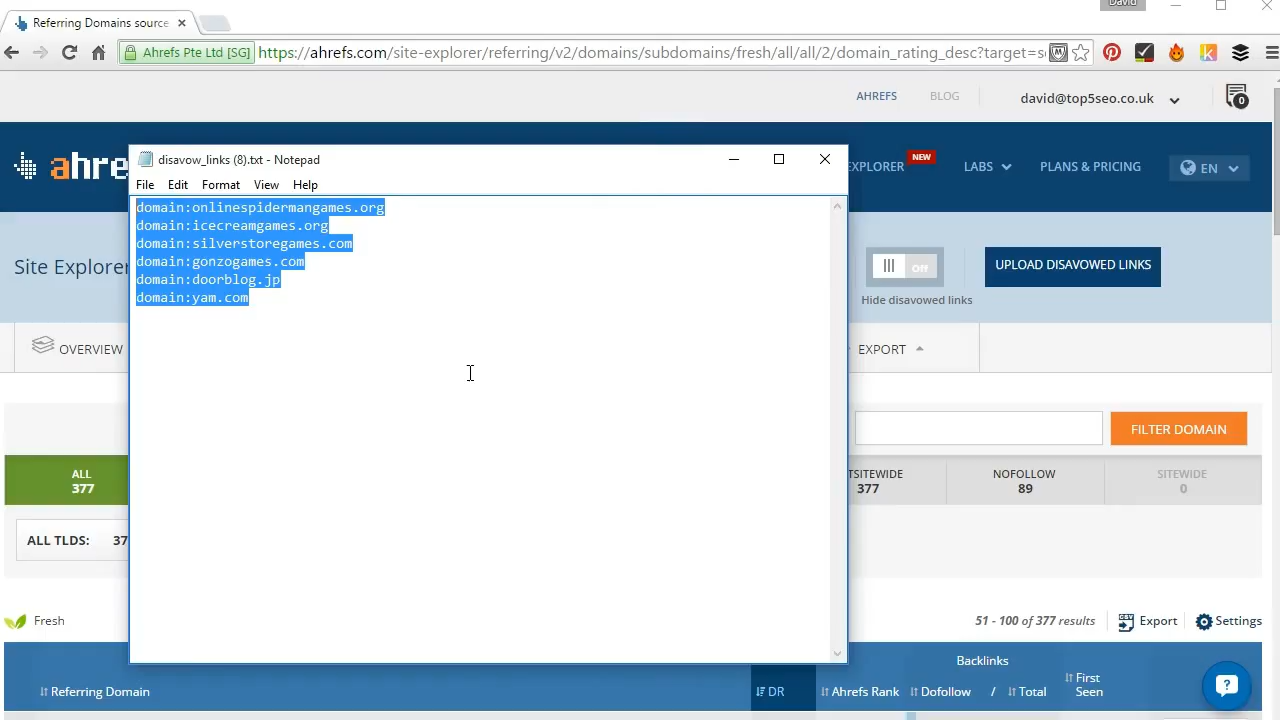 David
Referring Domains source
Ahrefs Pte Ltd [SG]
https://ahrefs.com/site-explorer/referring/v2/domains/subdomains/fresh/all/all/2/domain_rating_desc?target=s
AHREFS
BLOG
david@top5seo.co.uk
0
ahre
EXPLORER
NEW
LABS
PLANS & PRICING
EN
disavow_links (8).txt - Notepad
File Edit Format View Help
domain:onlinespidermangames.org
domain:icecreamgames.org
domain:silverstoregames.com
domain:gonzogames.com
domain:doorblog.jp
domain:yam.com
Site Explorer
Off
Hide disavowed links
UPLOAD DISAVOWED LINKS
OVERVIEW
EXPORT
FILTER DOMAIN
ALL
377
TSITEWIDE
377
NOFOLLOW
89
SITEWIDE
0
ALL TLDS: 37
Fresh
51 - 100 of 377 results
Export
Settings
Backlinks
Referring Domain
DR
Ahrefs Rank
Dofollow / Total
First
Seen